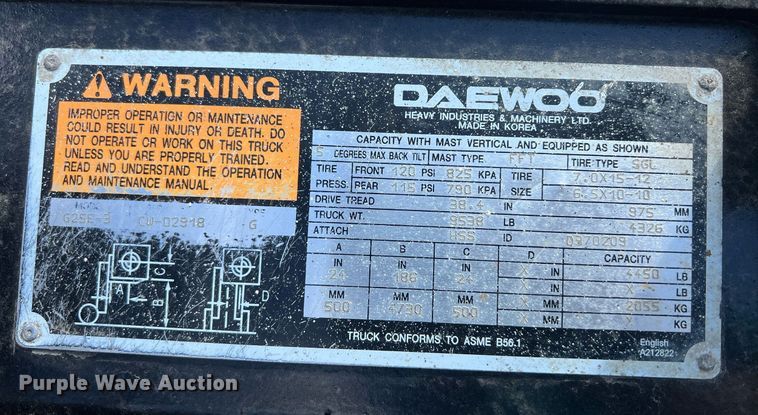 WARNING
IMPROPER OPERATION OR MAINTENANCE
COULD RESULT IN INJURY OR DEATH. DO
NOT OPERATE OR WORK ON THIS TRUCK
UNLESS YOU ARE PROPERLY TRAINED.
READ AND UNDERSTAND THE OPERATION
AND MAINTENANCE MANUAL.
G25E-3 CW-02918 G
A C B D
DAEWOO
HEAVY INDUSTRIES & MACHINERY LTD.
MADE IN KOREA
CAPACITY WITH MAST VERTICAL AND EQUIPPED AS SHOWN
5 DEGREES MAX BACK TILT MAST TYPE FFT TIRE TYPE SGL
TIRE FRONT 120 PSI 825 KPA TIRE 7.0X15-12
PRESS. REAR 115 PSI 790 KPA SIZE 6.5X10-10
DRIVE TREAD 38.4 IN 975 MM
TRUCK WT. 9538 LB 4326 KG
ATTACH HSS ID 0970209
A B C D CAPACITY
IN IN IN IN
24 186 24 X 4450 LB
X IN X LB
MM MM MM X MM 2055 KG
500 4730 500 X MM X KG
TRUCK CONFORMS TO ASME B56.1
English
A212822
Purple Wave Auction